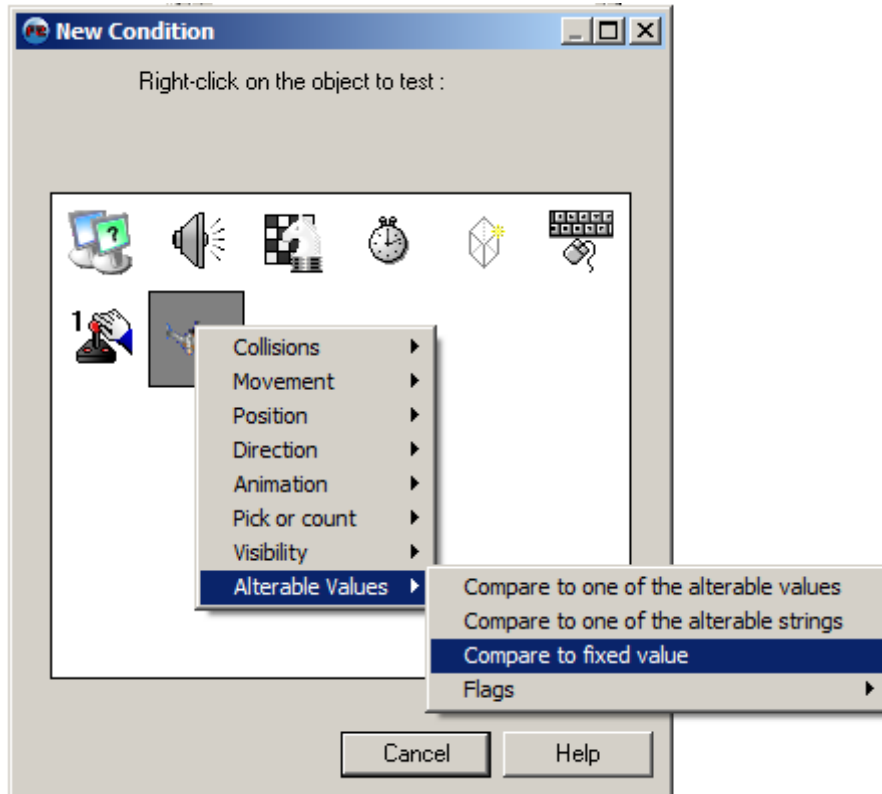 New Condition
Right-click on the object to test :
?
1
Collisions
Movement
Position
Direction
Animation
Pick or count
Visibility
Alterable Values
Compare to one of the alterable values
Compare to one of the alterable strings
Compare to fixed value
Flags
Cancel
Help